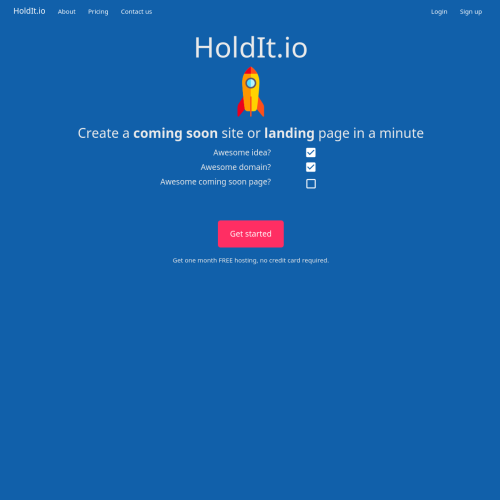 HoldIt.io About Pricing Contact us Login Sign up
HoldIt.io
Create a coming soon site or landing page in a minute
Awesome idea?
Awesome domain?
Awesome coming soon page?
Get started
Get one month FREE hosting, no credit card required.